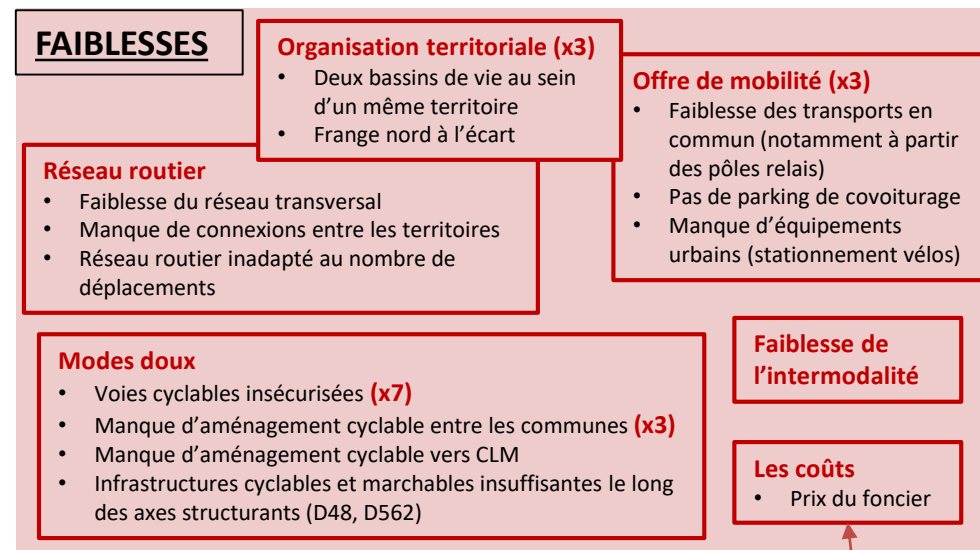 FAIBLESSES
Organisation territoriale (x3)
• Deux bassins de vie au sein
d’un même territoire
• Frange nord à l’écart
Offre de mobilité (x3)
• Faiblesse des transports en
commun (notamment à partir
des pôles relais)
• Pas de parking de covoiturage
• Manque d’équipements
urbains (stationnement vélos)
Réseau routier
• Faiblesse du réseau transversal
• Manque de connexions entre les territoires
• Réseau routier inadapté au nombre de
déplacements
Modes doux
• Voies cyclables insécurisées (x7)
• Manque d’aménagement cyclable entre les communes (x3)
• Manque d’aménagement cyclable vers CLM
• Infrastructures cyclables et marchables insuffisantes le long
des axes structurants (D48, D562)
Faiblesse de
l’intermodalité
Les coûts
• Prix du foncier